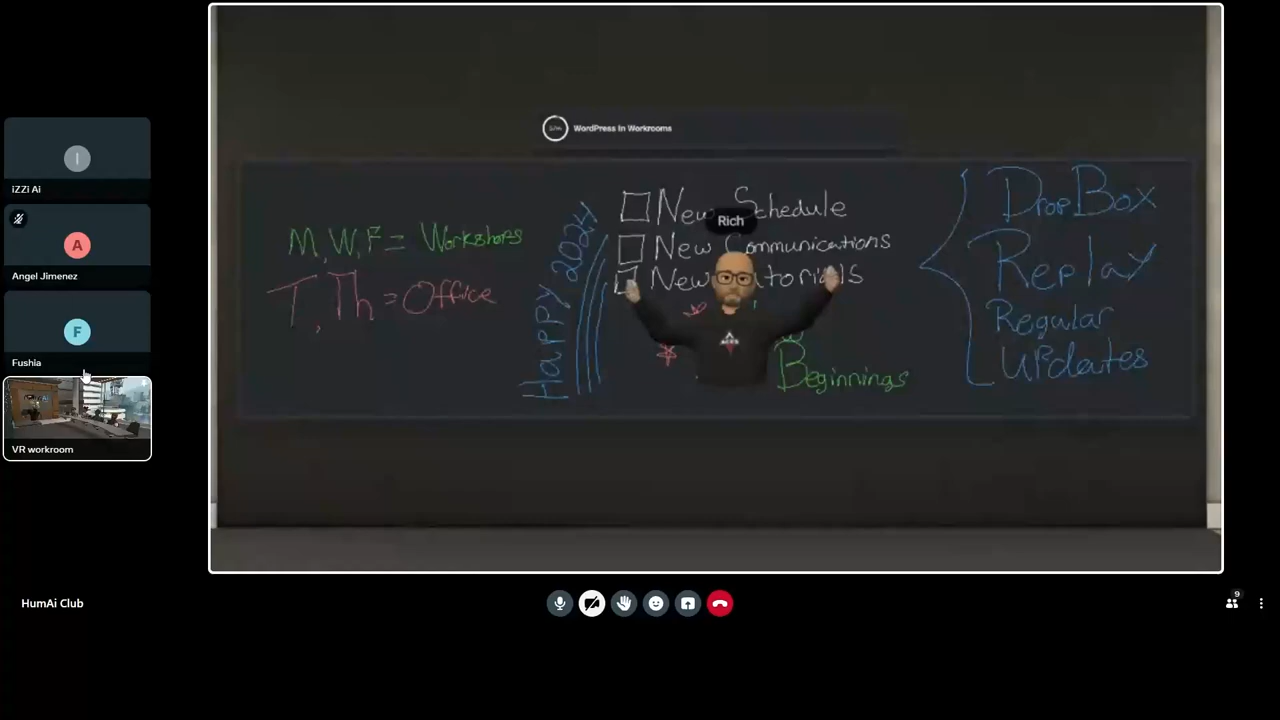 I
iZZi Ai
A
Angel Jimenez
F
Fushia
VR workroom
HumAi Club
WordPress In Workrooms
M, W, F = Workshops
T, Th = Office
HAPPY 2024
New Schedule
New Communications
New
Rich
Beginnings
DropBox
Replay
Regular
Updates
9